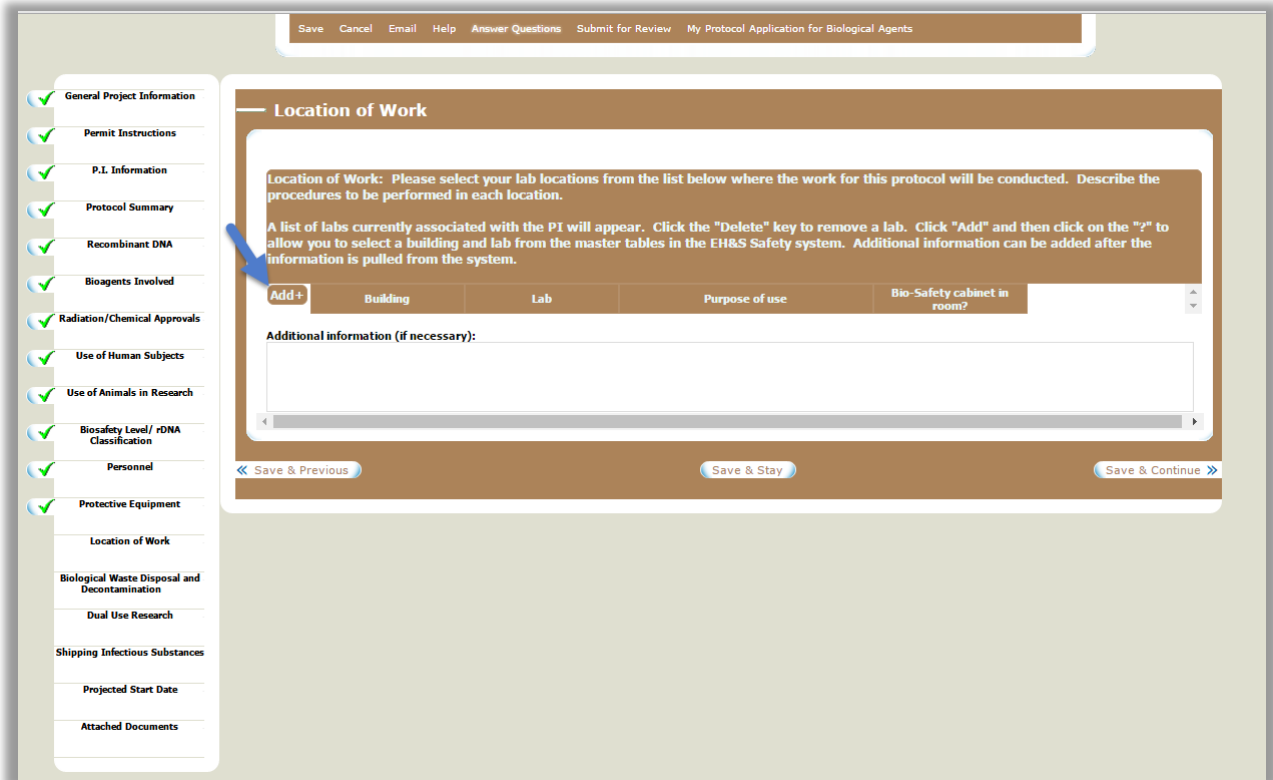 Save Cancel Email Help Answer Questions Submit for Review My Protocol Application for Biological Agents
General Project Information
Permit Instructions
P.I. Information
Protocol Summary
Recombinant DNA
Bioagents Involved
Radiation/Chemical Approvals
Use of Human Subjects
Use of Animals in Research
Biosafety Level/ rDNA
Classification
Personnel
Protective Equipment
Location of Work
Biological Waste Disposal and
Decontamination
Dual Use Research
Shipping Infectious Substances
Projected Start Date
Attached Documents
Location of Work
Location of Work: Please select your lab locations from the list below where the work for this protocol will be conducted. Describe the
procedures to be performed in each location.
A list of labs currently associated with the PI will appear. Click the "Delete" key to remove a lab. Click "Add" and then click on the "?" to
allow you to select a building and lab from the master tables in the EH&S Safety system. Additional information can be added after the
information is pulled from the system.
Add+ Building Lab Purpose of use Bio-Safety cabinet in
room?
Additional information (if necessary):
« Save & Previous Save & Stay Save & Continue »